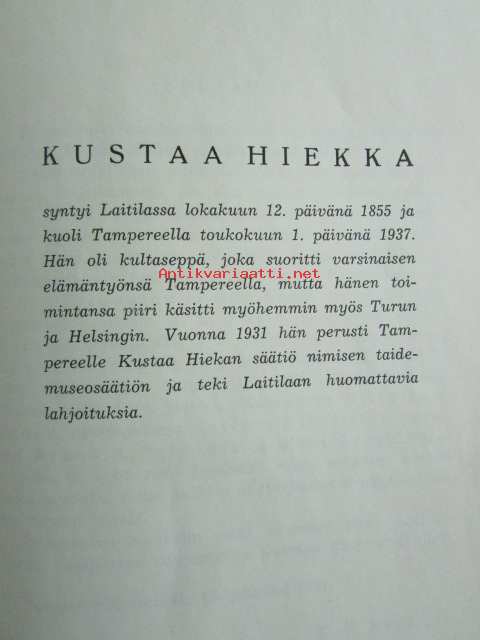 KUSTAA HIEKKA
syntyi Laitilassa lokakuun 12. päivänä 1855 ja
kuoli Tampereella toukokuun 1. päivänä 1937.
Hän oli kultaseppä, joka suoritti varsinaisen
Antikvariaatti.net
elämäntyönsä Tampereella, mutta hänen toi-
mintansa piiri käsitti myöhemmin myös Turun
ja Helsingin. Vuonna 1931 hän perusti Tam-
pereelle Kustaa Hiekan säätiö nimisen taide-
museosäätiön ja teki Laitilaan huomattavia
lahjoituksia.